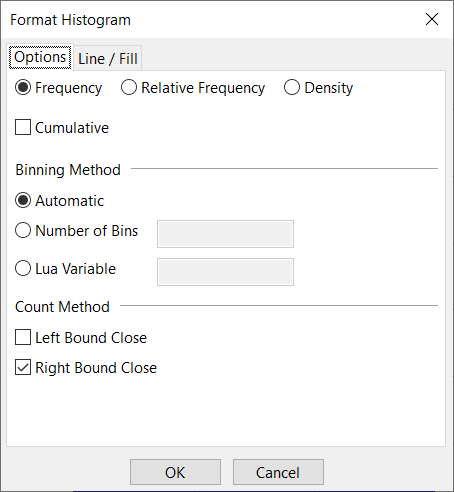 Format Histogram
Options Line / Fill
Frequency Relative Frequency Density
Cumulative
Binning Method
Automatic
Number of Bins
Lua Variable
Count Method
Left Bound Close
Right Bound Close
OK Cancel